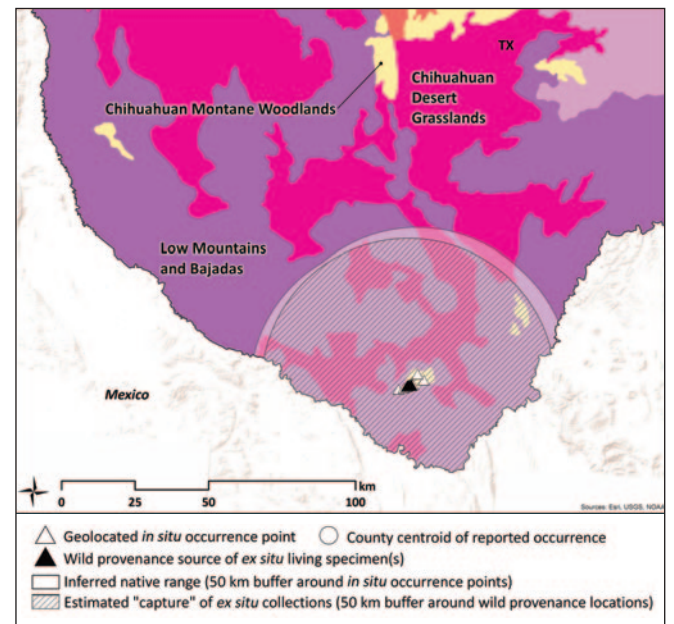 TX
Chihuahuan
Desert
Grasslands
Chihuahuan Montane Woodlands
Low Mountains
and Bajadas
Mexico
km
0 25 50 100
Sources: Esri, USGS, NOAA
Geolocated in situ occurrence point
County centroid of reported occurrence
Wild provenance source of ex situ living specimen(s)
Inferred native range (50 km buffer around in situ occurrence points)
Estimated "capture" of ex situ collections (50 km buffer around wild provenance locations)